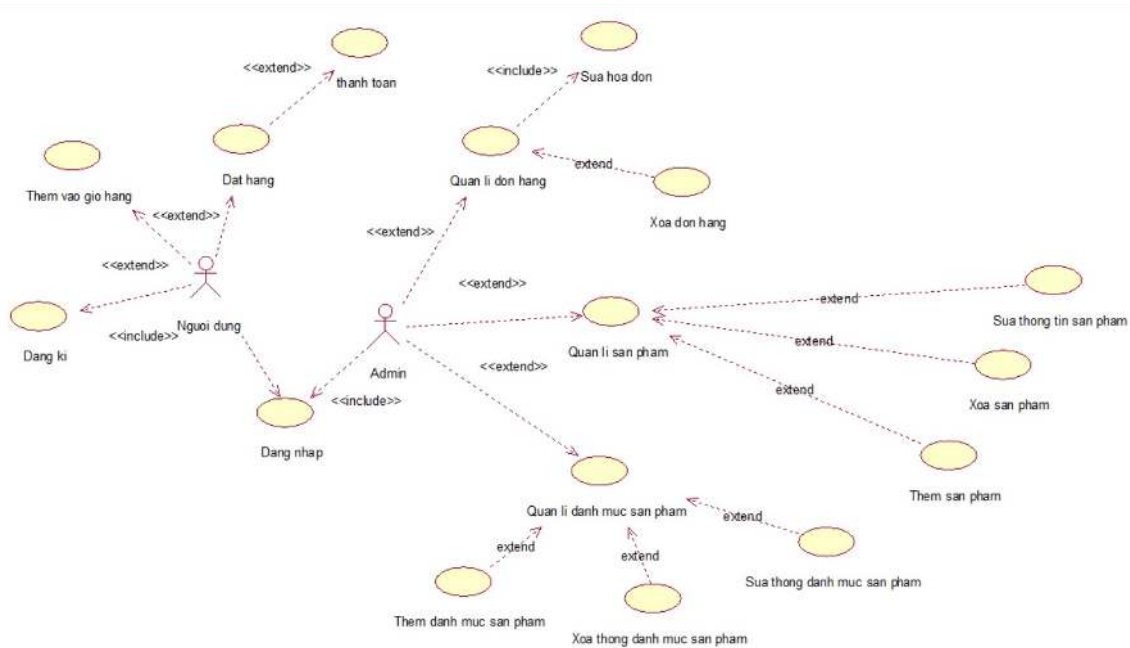 <<extend>>
thanh toan
<<include>>
Sua hoa don
Them vao gio hang
Dat hang
Quan li don hang
extend
Xoa don hang
<<extend>>
<<extend>>
<<extend>>
<<extend>>
extend
Sua thong tin san pham
Dang ki
<<include>>
Nguoi dung
Admin
Quan li san pham
extend
Xoa san pham
<<extend>>
<<include>>
extend
Dang nhap
Them san pham
Quan li danh muc san pham
extend
extend
extend
Sua thong danh muc san pham
Them danh muc san pham
Xoa thong danh muc san pham